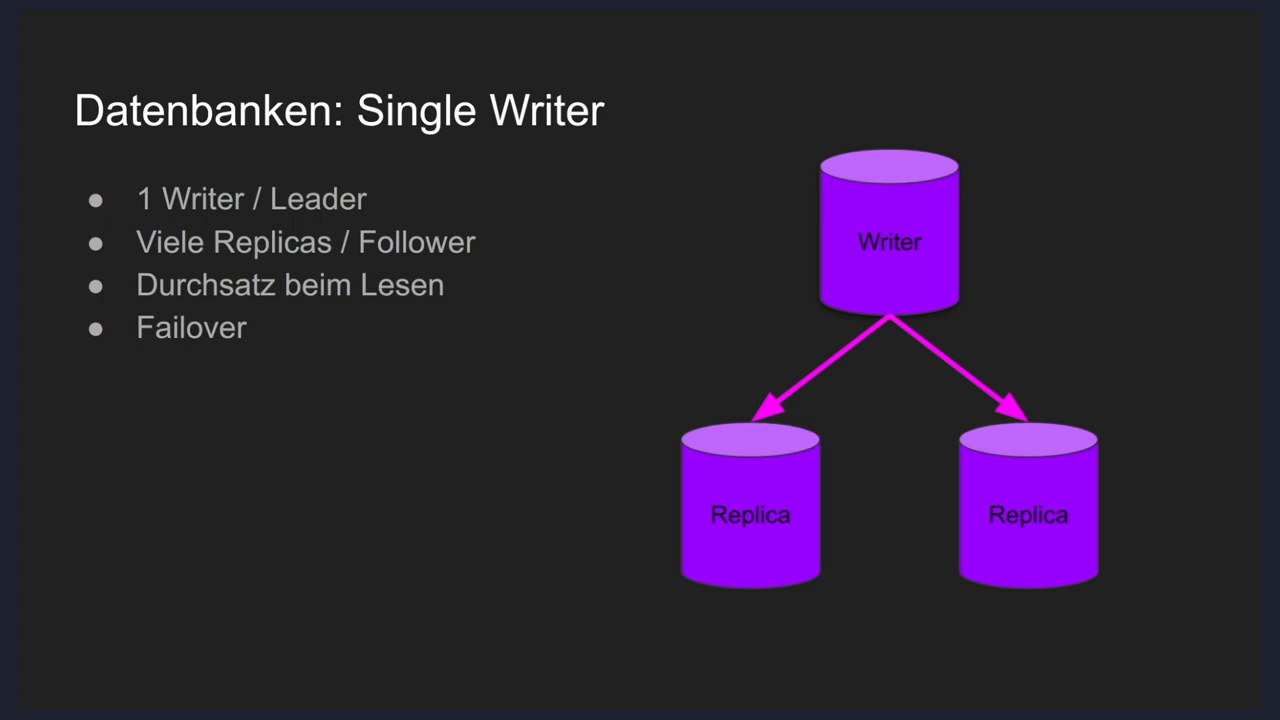 Datenbanken: Single Writer
● 1 Writer / Leader
● Viele Replicas / Follower
● Durchsatz beim Lesen
● Failover
Writer
Replica
Replica